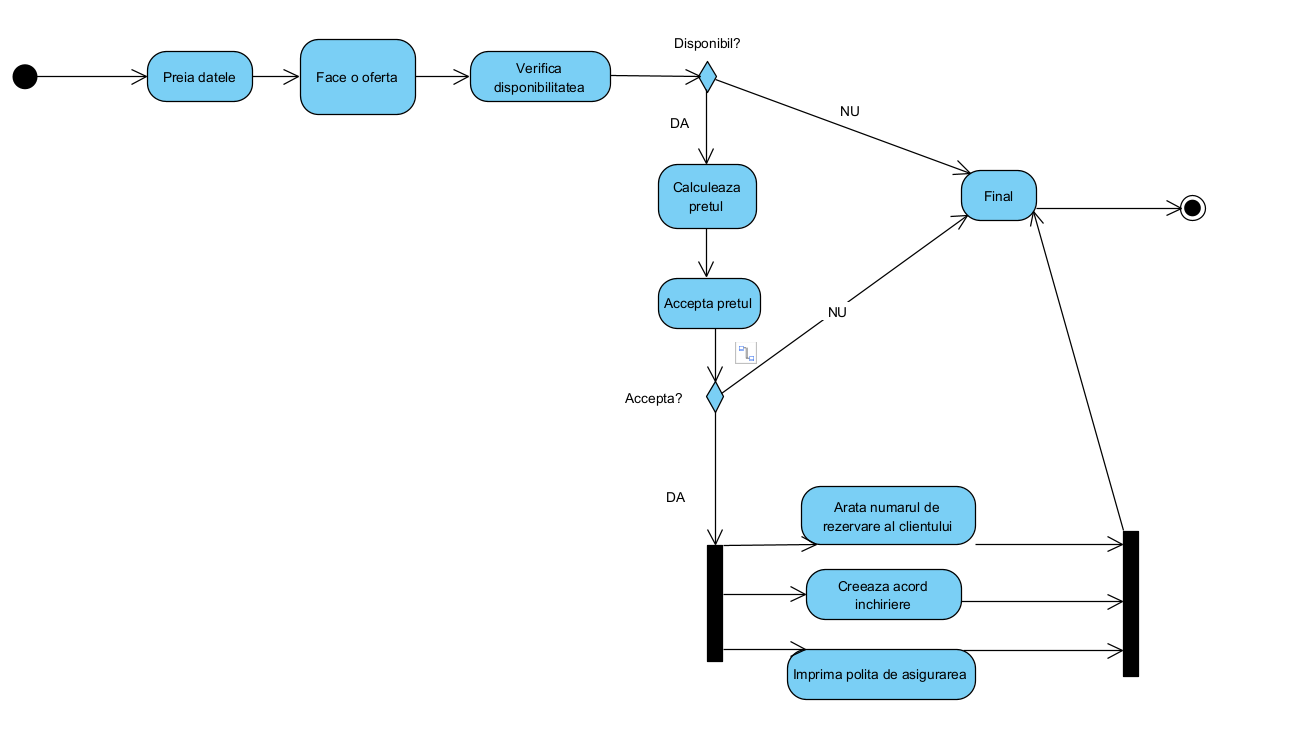 Disponibil?
Preia datele
Face o oferta
Verifica
disponibilitatea
NU
DA
Calculeaza
pretul
Final
Accepta pretul
NU
Accepta?
DA
Arata numarul de
rezervare al clientului
Creeaza acord
inchiriere
Imprima polita de asigurarea